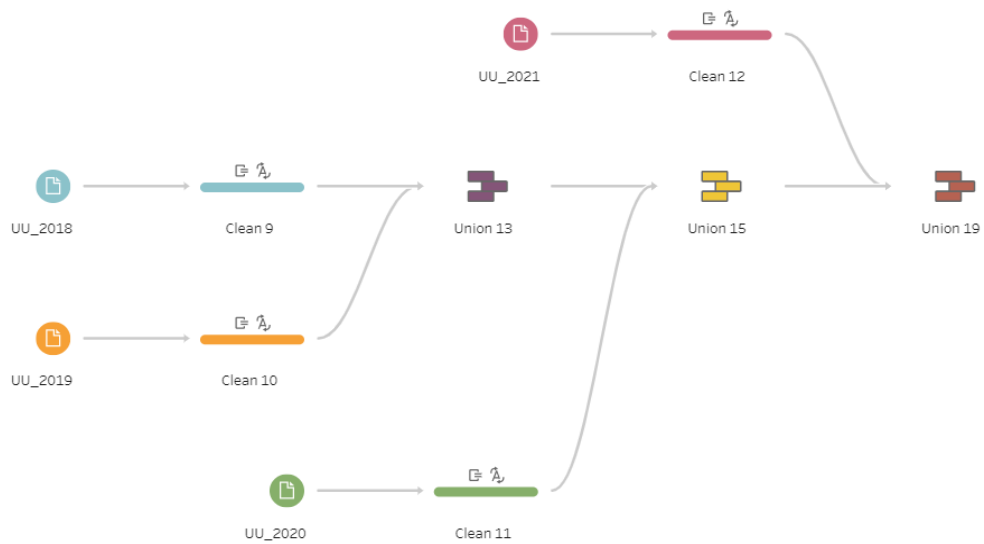 UU_2021
Clean 12
UU_2018
Clean 9
Union 13
Union 15
Union 19
UU_2019
Clean 10
UU_2020
Clean 11